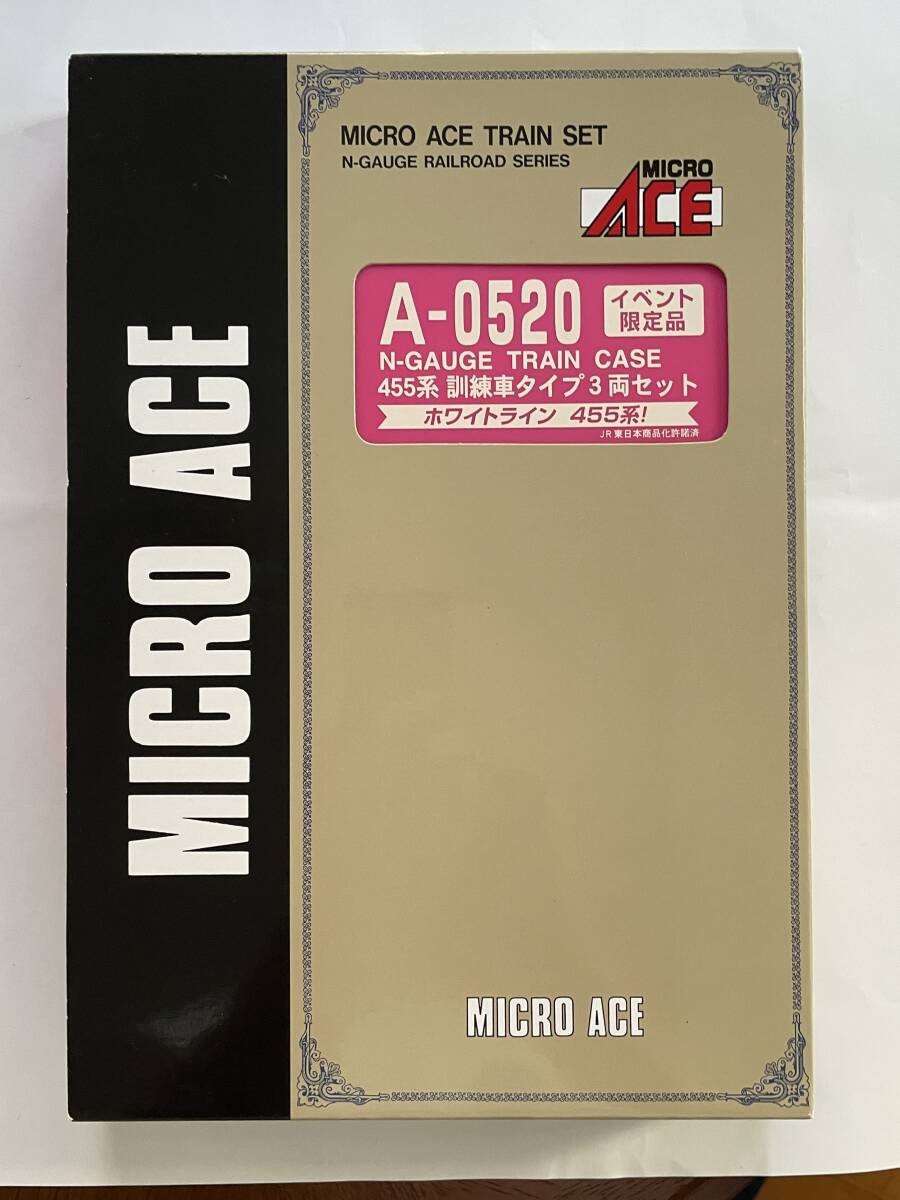 MICRO ACE
MICRO ACE TRAIN SET
N-GAUGE RAILROAD SERIES
MICRO
ACE
A-0520
イベント
限定品
N-GAUGE TRAIN CASE
455系 訓練車タイプ3両セット
ホワイトライン 455系!
JR東日本商品化許諾済
MICRO ACE